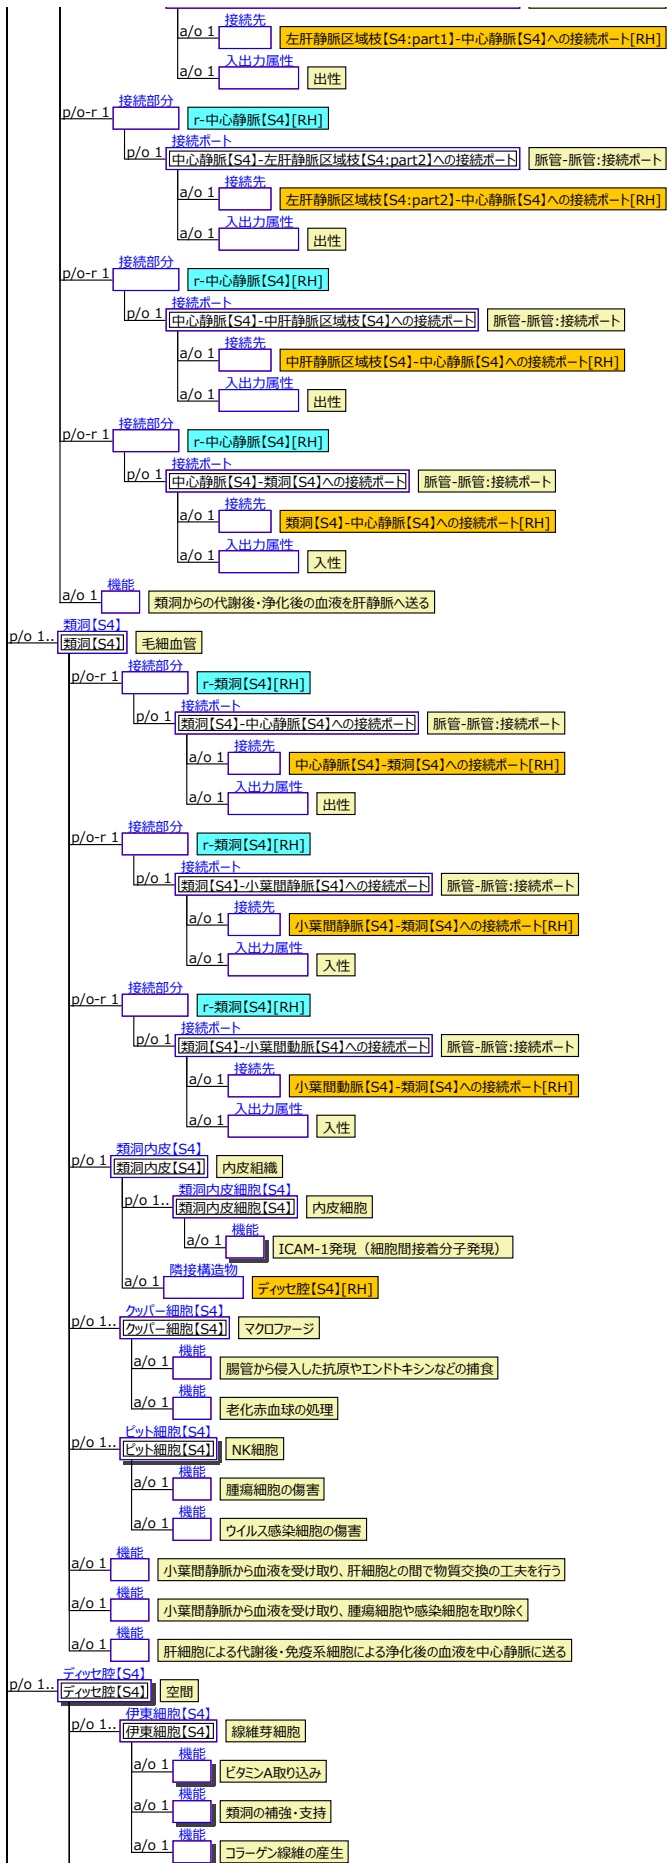 接続先
a/o 1
左肝静脈区域枝【S4:part1】-中心静脈【S4】への接続ポート[RH]
入出力属性
a/o 1
出性
接続部分
p/o-r 1
r-中心静脈【S4】[RH]
接続ポート
p/o 1
中心静脈【S4】-左肝静脈区域枝【S4:part2】への接続ポート
脈管-脈管:接続ポート
接続先
a/o 1
左肝静脈区域枝【S4:part2】-中心静脈【S4】への接続ポート[RH]
入出力属性
a/o 1
出性
接続部分
p/o-r 1
r-中心静脈【S4】[RH]
接続ポート
p/o 1
中心静脈【S4】-中肝静脈区域枝【S4】への接続ポート
脈管-脈管:接続ポート
接続先
a/o 1
中肝静脈区域枝【S4】-中心静脈【S4】への接続ポート[RH]
入出力属性
a/o 1
出性
接続部分
p/o-r 1
r-中心静脈【S4】[RH]
接続ポート
p/o 1
中心静脈【S4】-類洞【S4】への接続ポート
脈管-脈管:接続ポート
接続先
a/o 1
類洞【S4】-中心静脈【S4】への接続ポート[RH]
入出力属性
a/o 1
入性
機能
a/o 1
類洞からの代謝後・浄化後の血液を肝静脈へ送る
類洞【S4】
p/o 1..
類洞【S4】
毛細血管
接続部分
p/o-r 1
r-類洞【S4】[RH]
接続ポート
p/o 1
類洞【S4】-中心静脈【S4】への接続ポート
脈管-脈管:接続ポート
接続先
a/o 1
中心静脈【S4】-類洞【S4】への接続ポート[RH]
入出力属性
a/o 1
出性
接続部分
p/o-r 1
r-類洞【S4】[RH]
接続ポート
p/o 1
類洞【S4】-小葉間静脈【S4】への接続ポート
脈管-脈管:接続ポート
接続先
a/o 1
小葉間静脈【S4】-類洞【S4】への接続ポート[RH]
入出力属性
a/o 1
入性
接続部分
p/o-r 1
r-類洞【S4】[RH]
接続ポート
p/o 1
類洞【S4】-小葉間動脈【S4】への接続ポート
脈管-脈管:接続ポート
接続先
a/o 1
小葉間動脈【S4】-類洞【S4】への接続ポート[RH]
入出力属性
a/o 1
入性
類洞内皮【S4】
p/o 1
類洞内皮【S4】
内皮組織
類洞内皮細胞【S4】
p/o 1..
類洞内皮細胞【S4】
内皮細胞
機能
a/o 1
ICAM-1発現（細胞間接着分子発現）
隣接構造物
a/o 1
ディッセ腔【S4】[RH]
クッパー細胞【S4】
p/o 1..
クッパー細胞【S4】
マクロファージ
機能
a/o 1
腸管から侵入した抗原やエンドトキシンなどの捕食
機能
a/o 1
老化赤血球の処理
ピット細胞【S4】
p/o 1..
ピット細胞【S4】
NK細胞
機能
a/o 1
腫瘍細胞の傷害
機能
a/o 1
ウイルス感染細胞の傷害
機能
a/o 1
小葉間静脈から血液を受け取り、肝細胞との間で物質交換の工夫を行う
機能
a/o 1
小葉間静脈から血液を受け取り、腫瘍細胞や感染細胞を取り除く
機能
a/o 1
肝細胞による代謝後・免疫系細胞による浄化後の血液を中心静脈に送る
ディッセ腔【S4】
p/o 1..
ディッセ腔【S4】
空間
伊東細胞【S4】
p/o 1..
伊東細胞【S4】
線維芽細胞
機能
a/o 1
ビタミンA取り込み
機能
a/o 1
類洞の補強・支持
機能
a/o 1
コラーゲン線維の産生